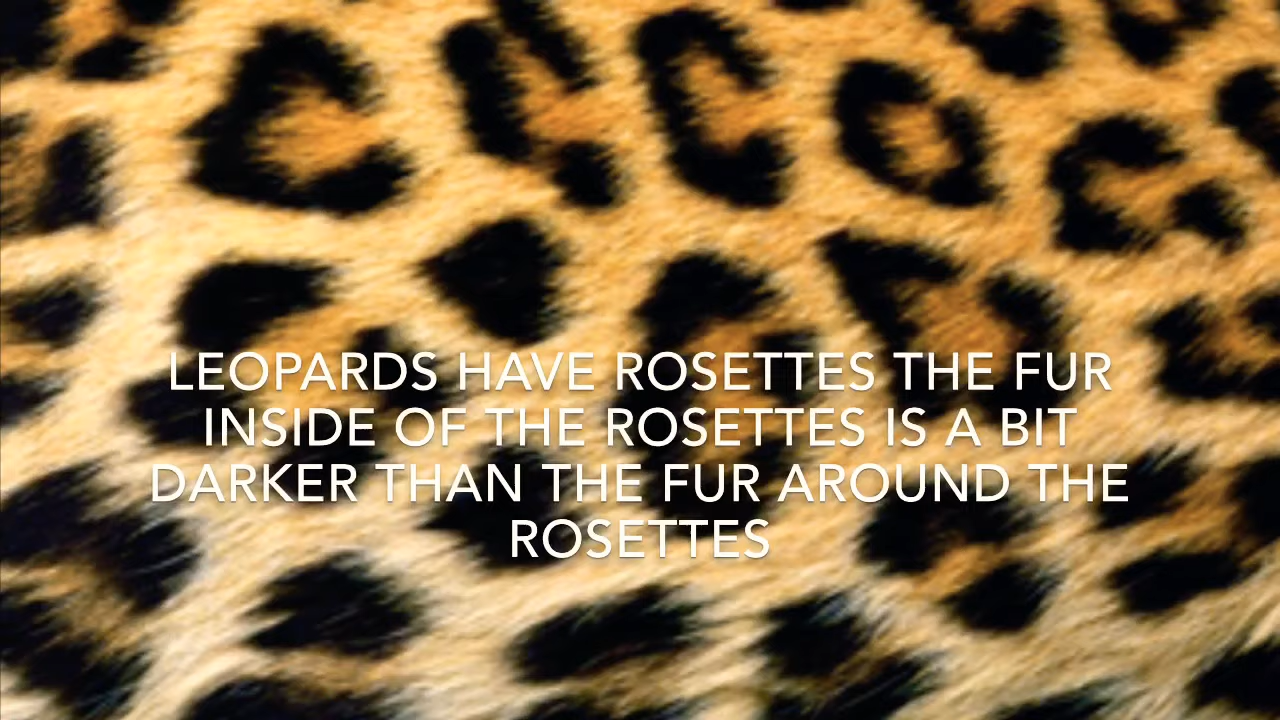 LEOPARDS HAVE ROSETTES THE FUR
INSIDE OF THE ROSETTES IS A BIT
DARKER THAN THE FUR AROUND THE
ROSETTES